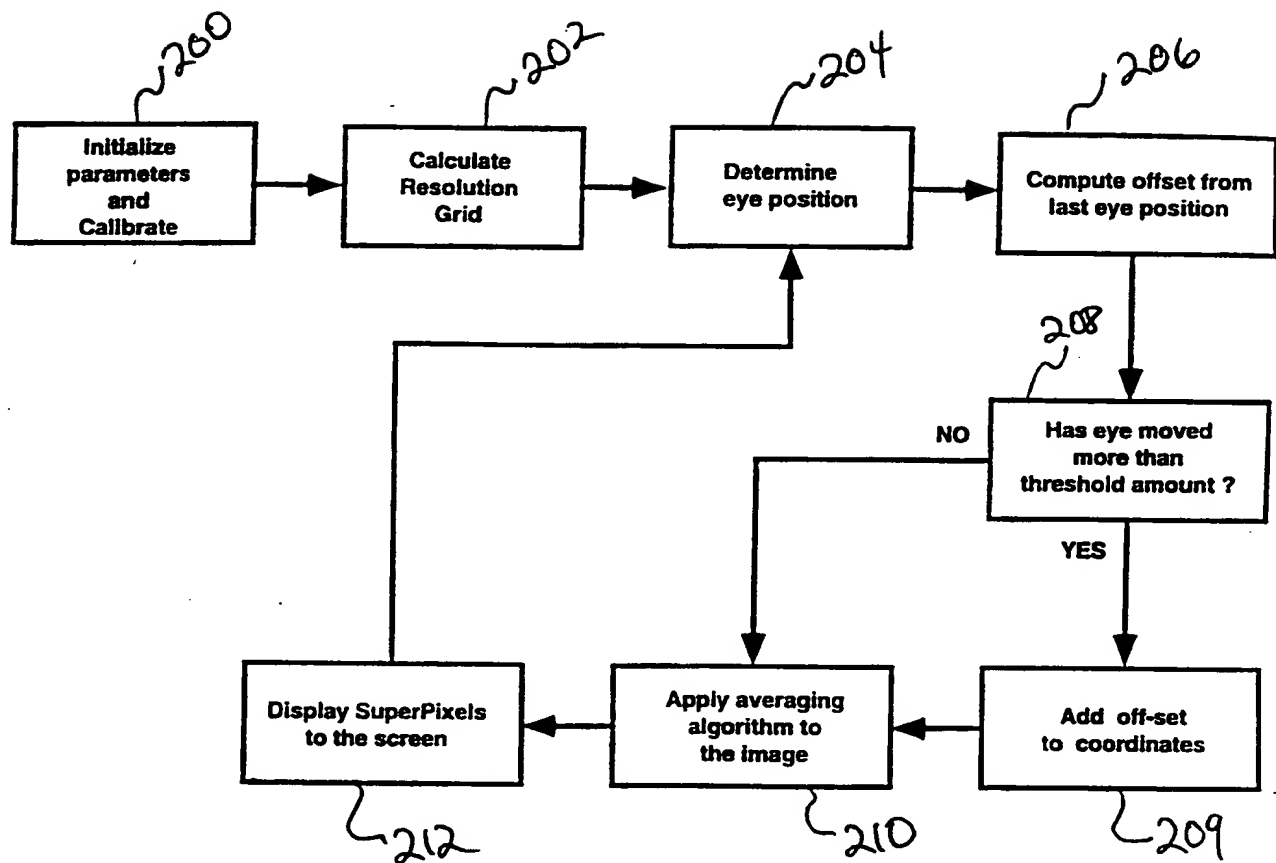 200
202
204
206
Initialize
parameters
and
Calibrate
Calculate
Resolution
Grid
Determine
eye position
Compute offset from
last eye position
208
NO
Has eye moved
more than
threshold amount ?
YES
Display SuperPixels
to the screen
Apply averaging
algorithm to
the image
Add off-set
to coordinates
212
210
209